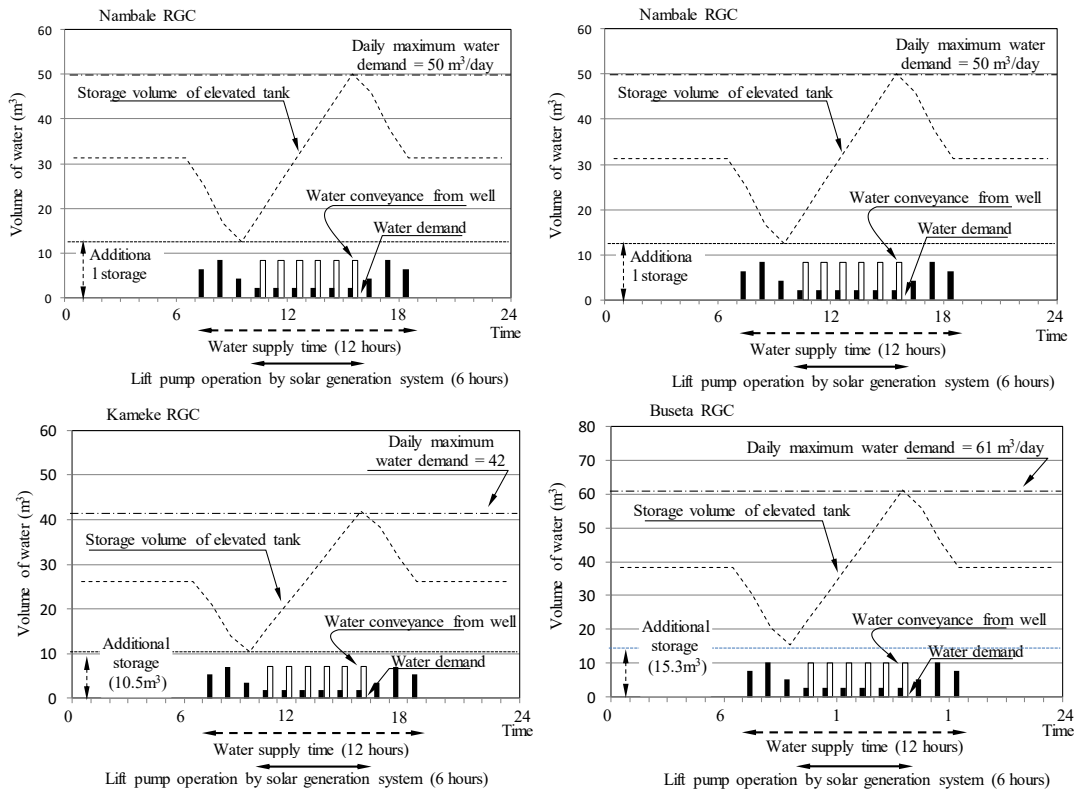 Nambale RGC
60
50
40
30
20
10
0
Volume of water (m³)
Daily maximum water
demand = 50 m³/day
Storage volume of elevated tank
Water conveyance from well
Water demand
Additiona
l storage
0
6
12
18
24
Time
Water supply time (12 hours)
Lift pump operation by solar generation system (6 hours)
Nambale RGC
60
50
40
30
20
10
0
Volume of water (m³)
Daily maximum water
demand = 50 m³/day
Storage volume of elevated tank
Water conveyance from well
Water demand
Additiona
l storage
0
6
12
18
24
Time
Water supply time (12 hours)
Lift pump operation by solar generation system (6 hours)
Kameke RGC
60
50
40
30
20
10
0
Volume of water (m³)
Daily maximum
water demand = 42
Storage volume of elevated tank
Water conveyance from well
Water demand
Additional
storage
(10.5m³)
0
6
12
18
24
Time
Water supply time (12 hours)
Lift pump operation by solar generation system (6 hours)
Buseta RGC
80
70
60
50
40
30
20
10
0
Volume of water (m³)
Daily maximum water demand = 61 m³/day
Storage volume of elevated tank
Water conveyance from well
Water demand
Additional
storage
(15.3m³)
0
6
1
1
24
Time
Water supply time (12 hours)
Lift pump operation by solar generation system (6 hours)